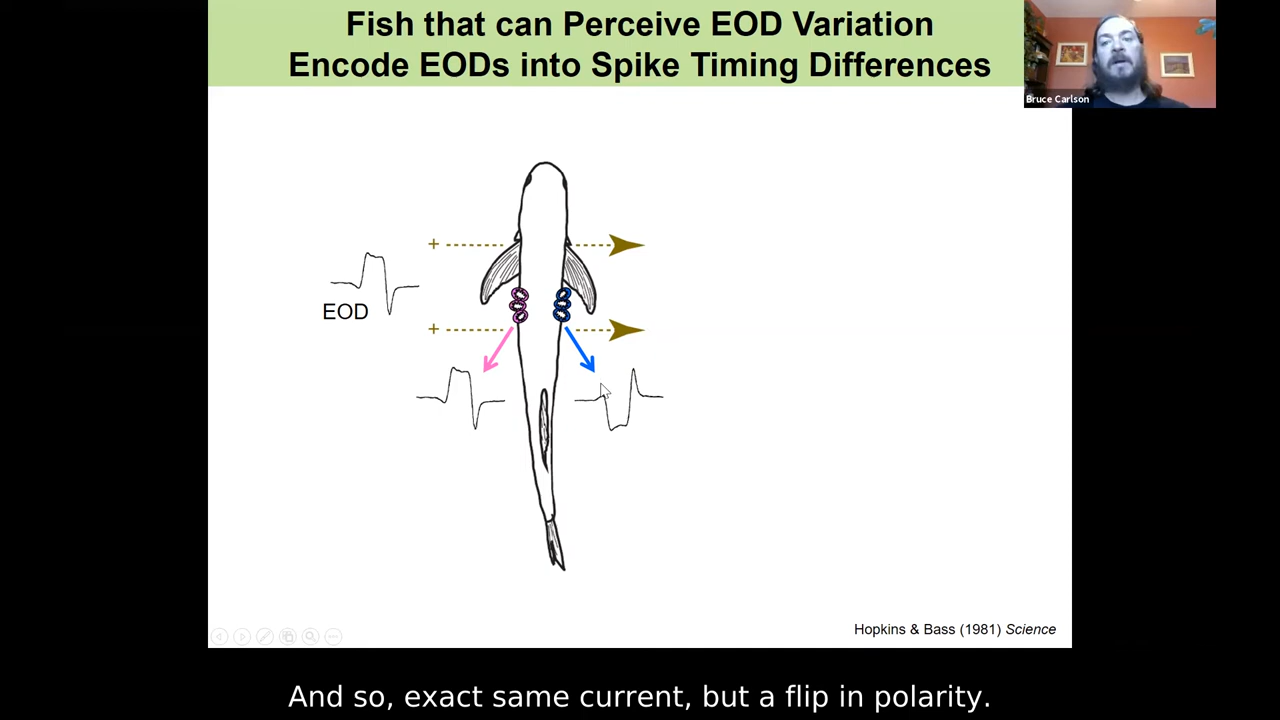 Fish that can Perceive EOD Variation
Encode EODs into Spike Timing Differences
Bruce Carlson
+
EOD
+
Hopkins & Bass (1981) Science
And so, exact same current, but a flip in polarity.